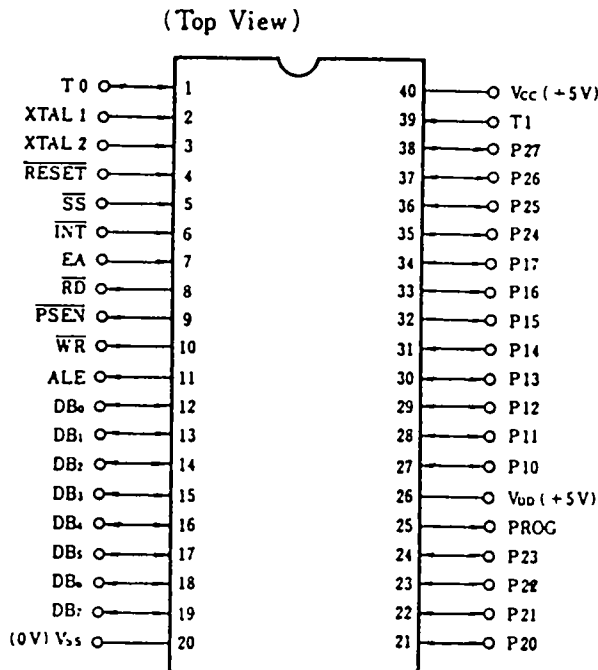 (Top View)
T0 1 40 Vcc (+5V)
XTAL 1 2 39 T1
XTAL 2 3 38 P27
RESET 4 37 P26
SS 5 36 P25
INT 6 35 P24
EA 7 34 P17
RD 8 33 P16
PSEN 9 32 P15
WR 10 31 P14
ALE 11 30 P13
DB₀ 12 29 P12
DB₁ 13 28 P11
DB₂ 14 27 P10
DB₃ 15 26 VDD (+5V)
DB₄ 16 25 PROG
DB₅ 17 24 P23
DB₆ 18 23 P22
DB₇ 19 22 P21
(0V) Vss 20 21 P20